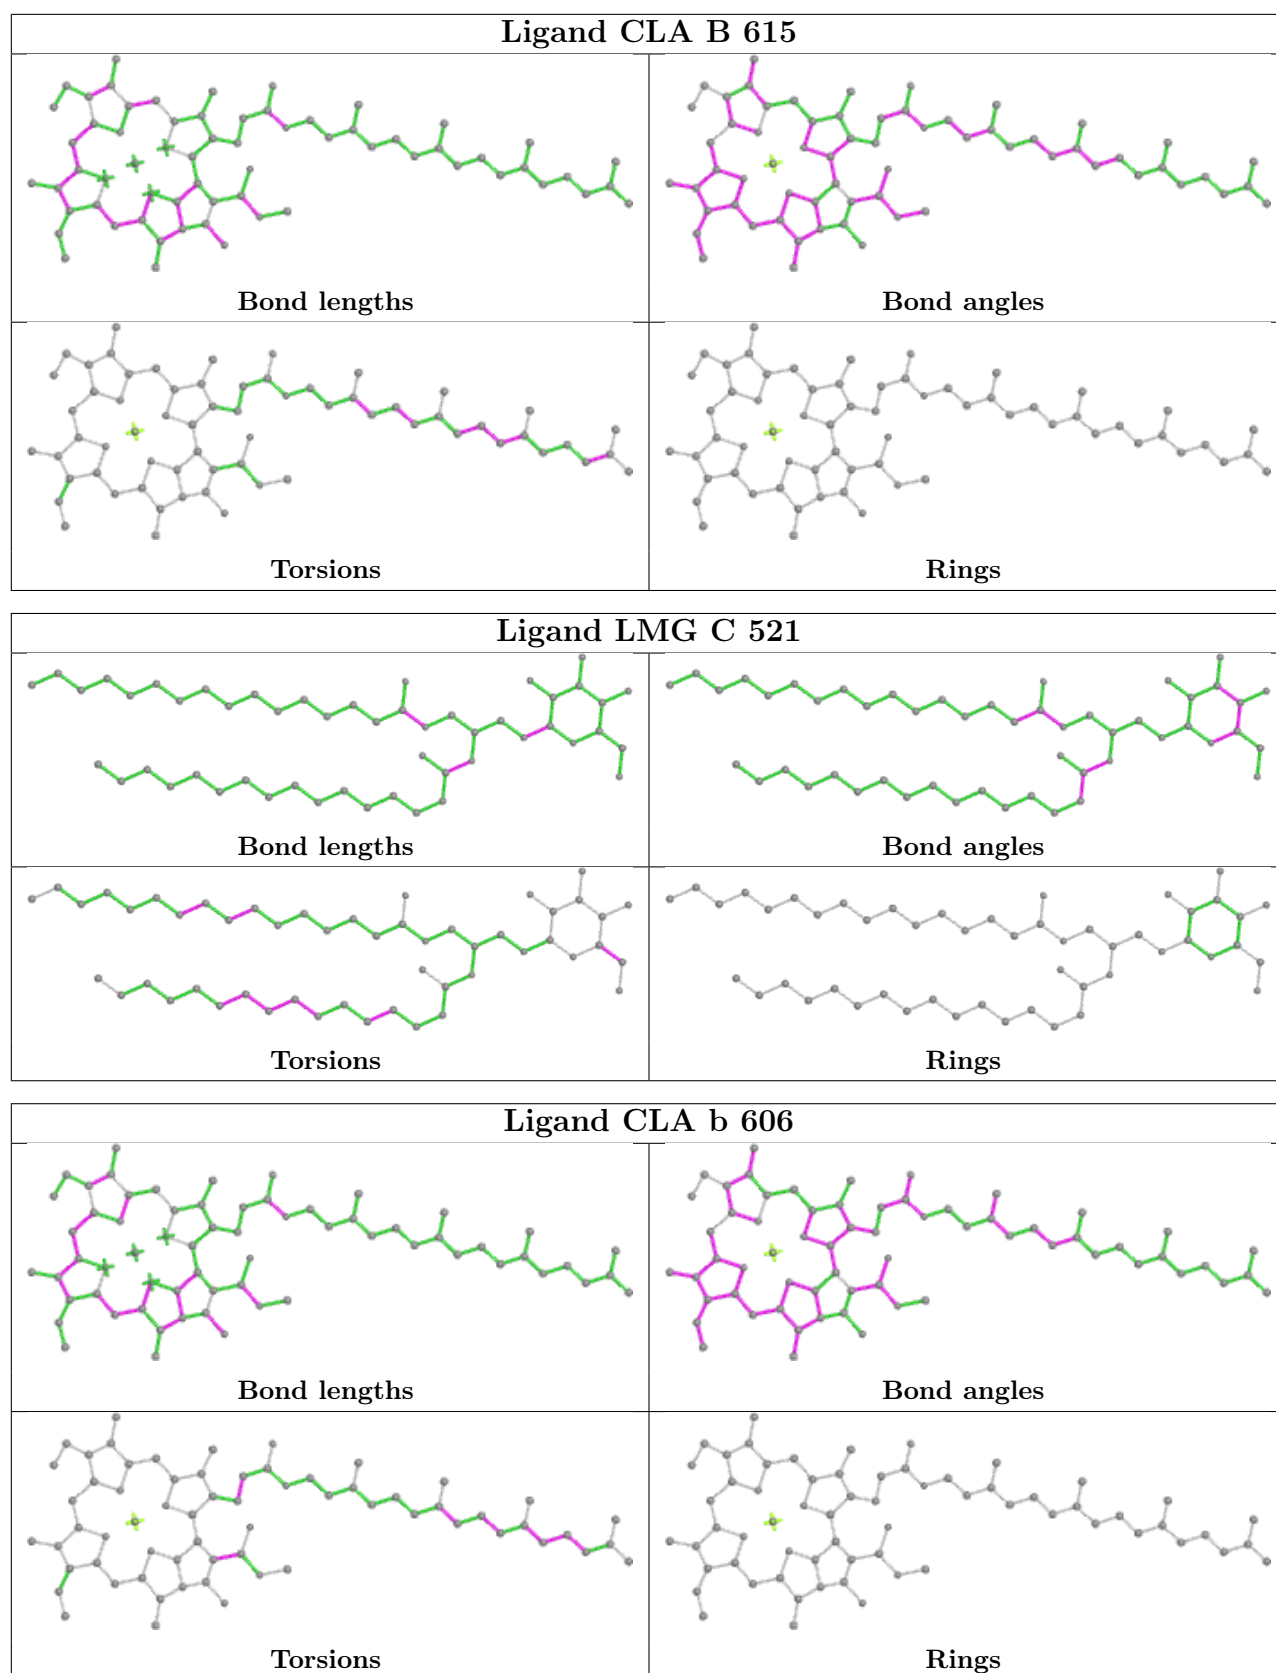 Ligand CLA B 615
Bond lengths
Bond angles
Torsions
Rings
Ligand LMG C 521
Bond lengths
Bond angles
Torsions
Rings
Ligand CLA b 606
Bond lengths
Bond angles
Torsions
Rings